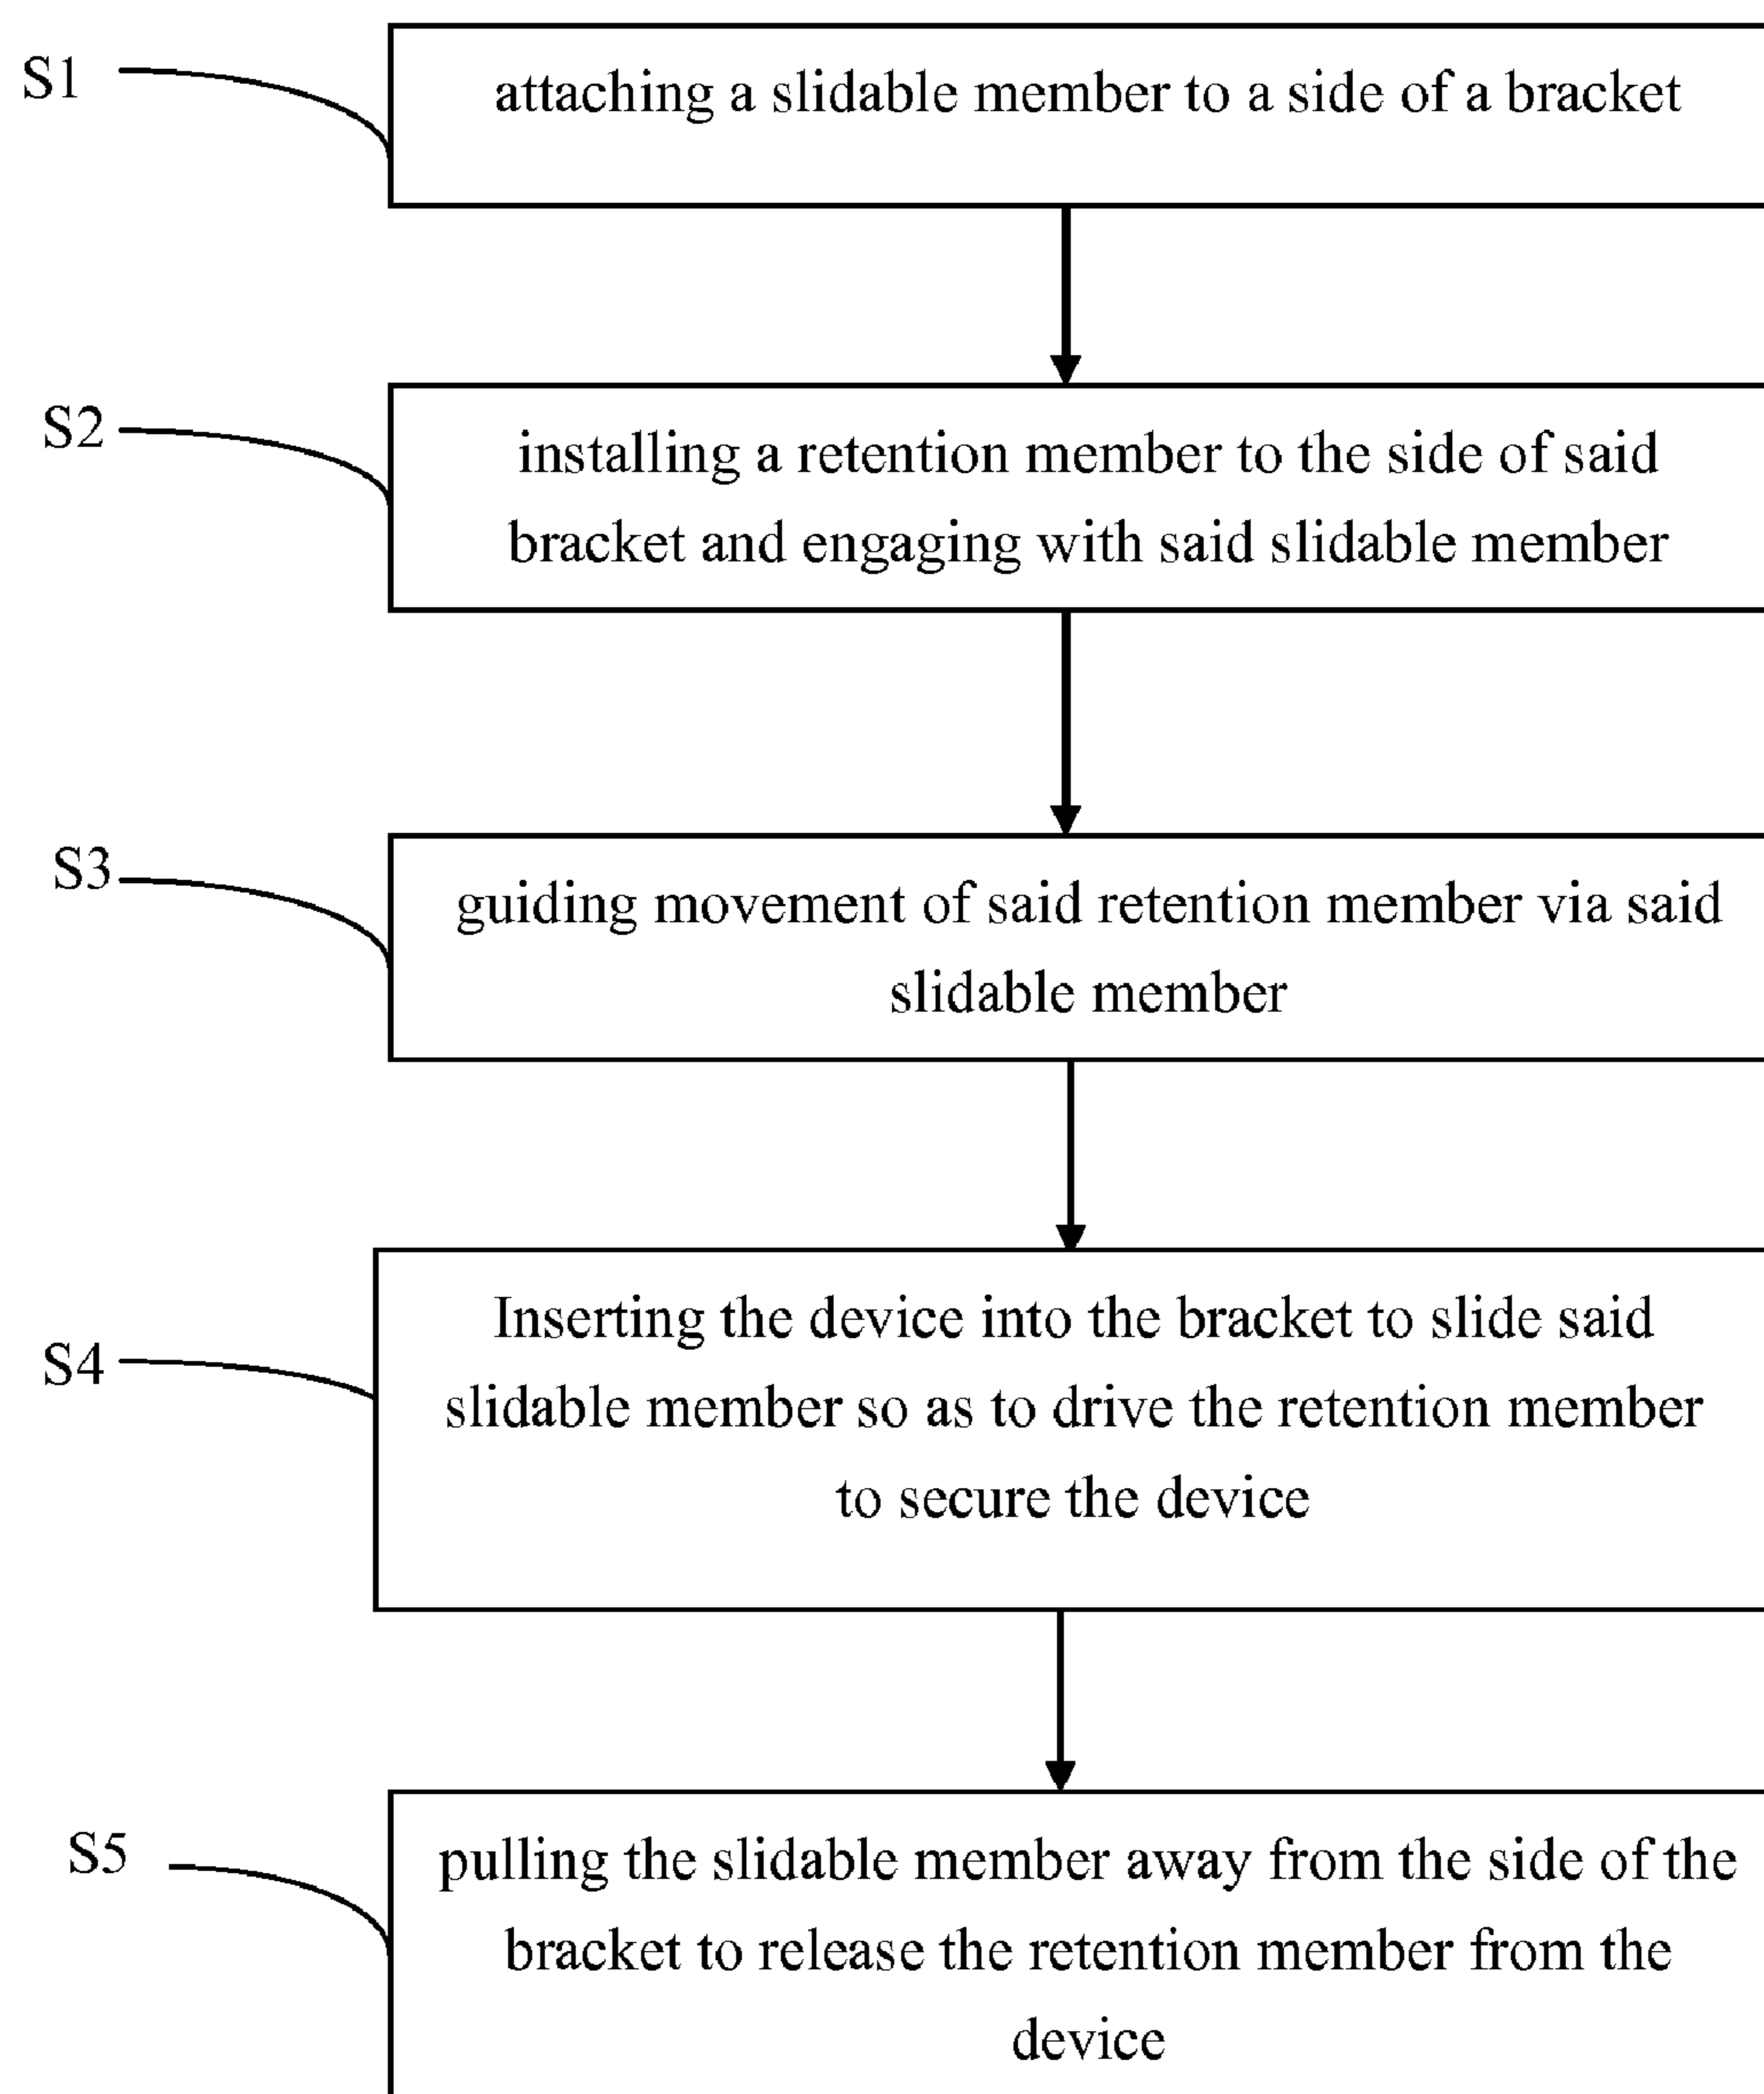 S1
attaching a slidable member to a side of a bracket
S2
installing a retention member to the side of said
bracket and engaging with said slidable member
S3
guiding movement of said retention member via said
slidable member
S4
Inserting the device into the bracket to slide said
slidable member so as to drive the retention member
to secure the device
S5
pulling the slidable member away from the side of the
bracket to release the retention member from the
device